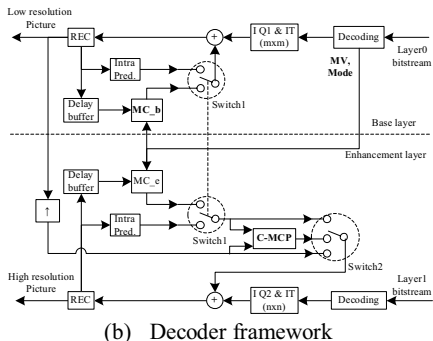 Low resolution
Picture
REC
+
I Q1 & IT
(mxm)
Decoding
Layer0
bitstream
Intra
Pred.
MV,
Mode
Delay
buffer
MC_b
Switch1
Base layer
Enhancement layer
Delay
buffer
MC_e
↑
Intra
Pred.
Switch1
C-MCP
Switch2
High resolution
Picture
REC
+
I Q2 & IT
(nxn)
Decoding
Layer1
bitstream
(b) Decoder framework